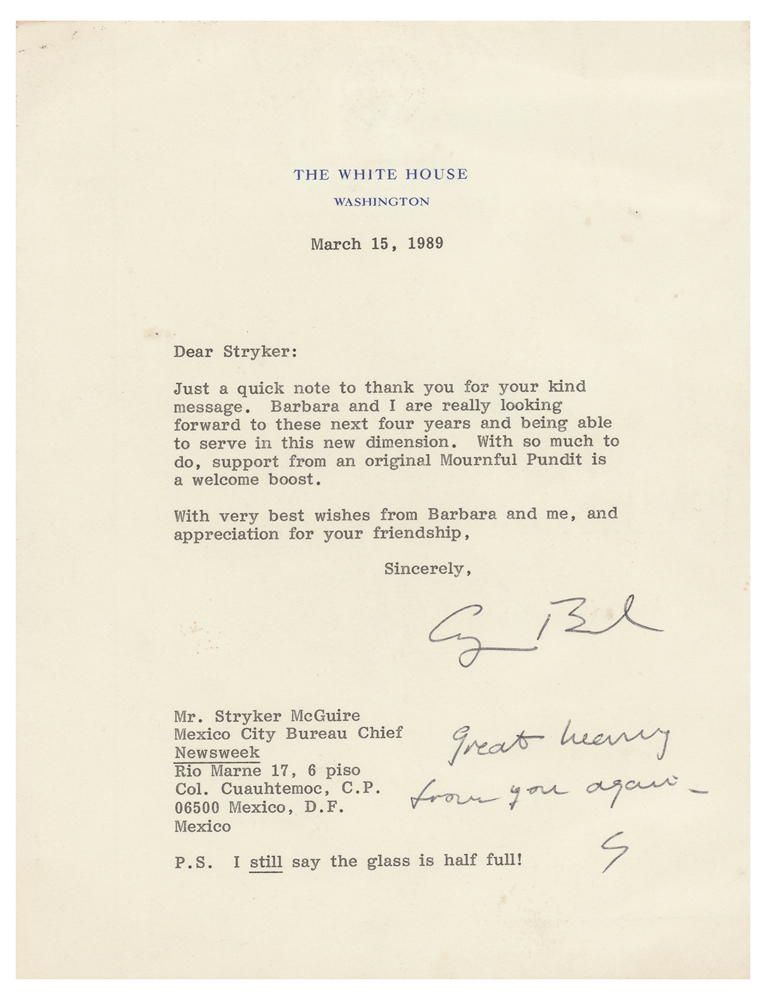 THE WHITE HOUSE
WASHINGTON
March 15, 1989
Dear Stryker:
Just a quick note to thank you for your kind
message. Barbara and I are really looking
forward to these next four years and being able
to serve in this new dimension. With so much to
do, support from an original Mournful Pundit is
a welcome boost.
With very best wishes from Barbara and me, and
appreciation for your friendship,
Sincerely,
G Bush
Mr. Stryker McGuire
Mexico City Bureau Chief
Newsweek
Rio Marne 17, 6 piso
Col. Cuauhtemoc, C.P.
06500 Mexico, D.F.
Mexico
great hearing
from you again –
G
P.S. I still say the glass is half full!